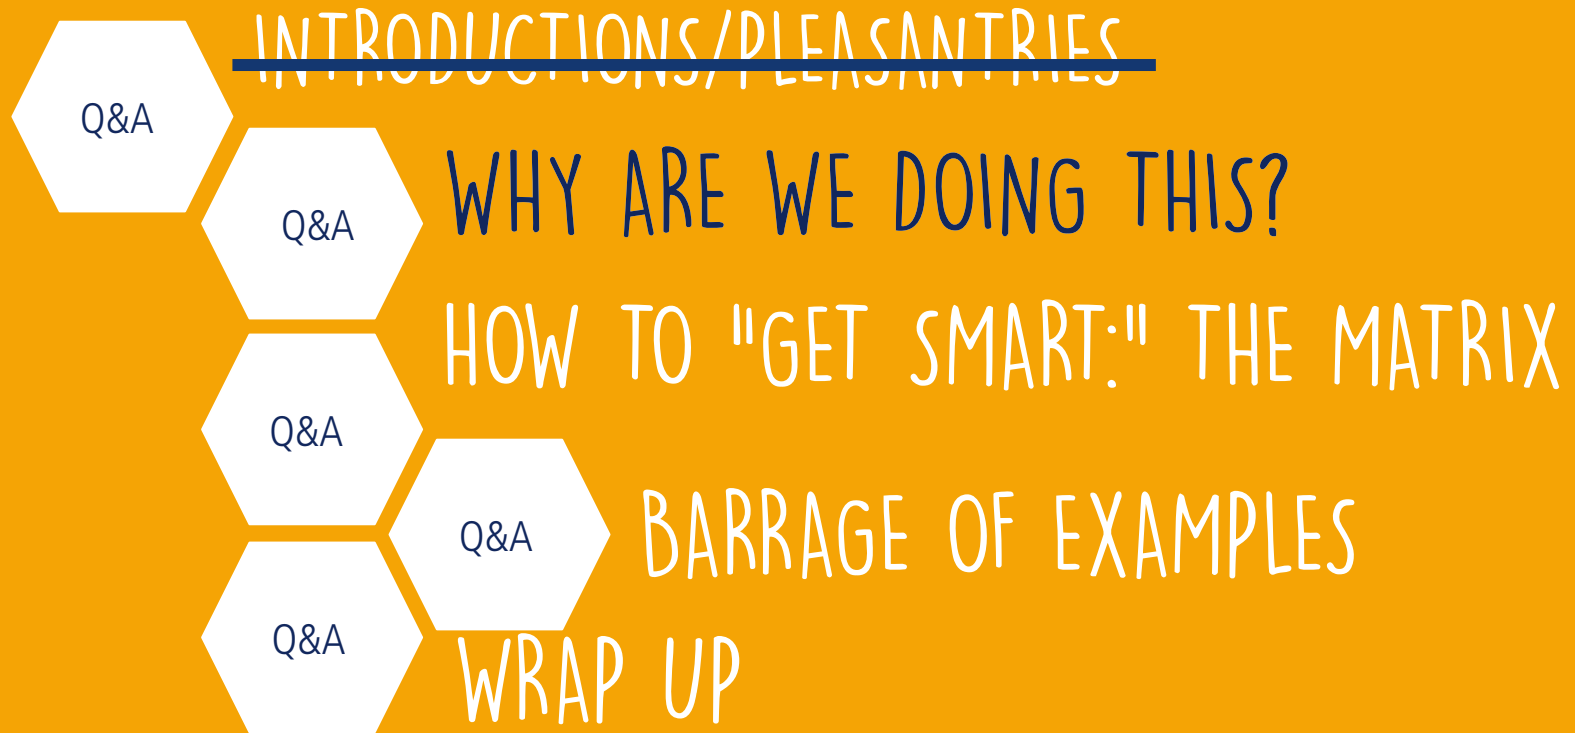 INTRODUCTIONS/PLEASANTRIES
Q&A
WHY ARE WE DOING THIS?
Q&A
HOW TO "GET SMART:" THE MATRIX
Q&A
BARRAGE OF EXAMPLES
Q&A
WRAP UP
Q&A